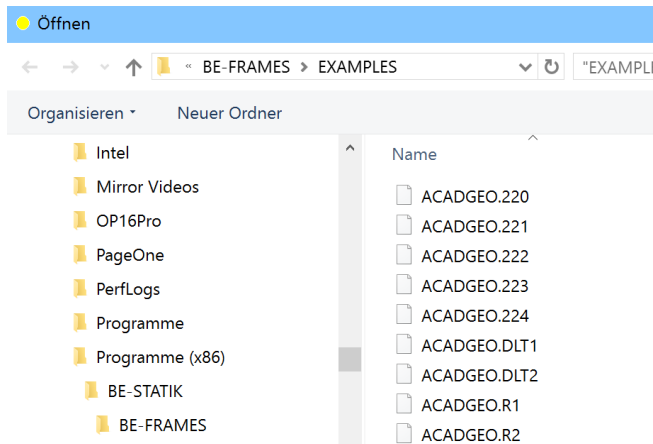 Öffnen
« BE-FRAMES > EXAMPLES "EXAMPL
Organisieren Neuer Ordner
Name
Intel
Mirror Videos
OP16Pro
PageOne
PerfLogs
Programme
Programme (x86)
BE-STATIK
BE-FRAMES
ACADGEO.220
ACADGEO.221
ACADGEO.222
ACADGEO.223
ACADGEO.224
ACADGEO.DLT1
ACADGEO.DLT2
ACADGEO.R1
ACADGEO.R2